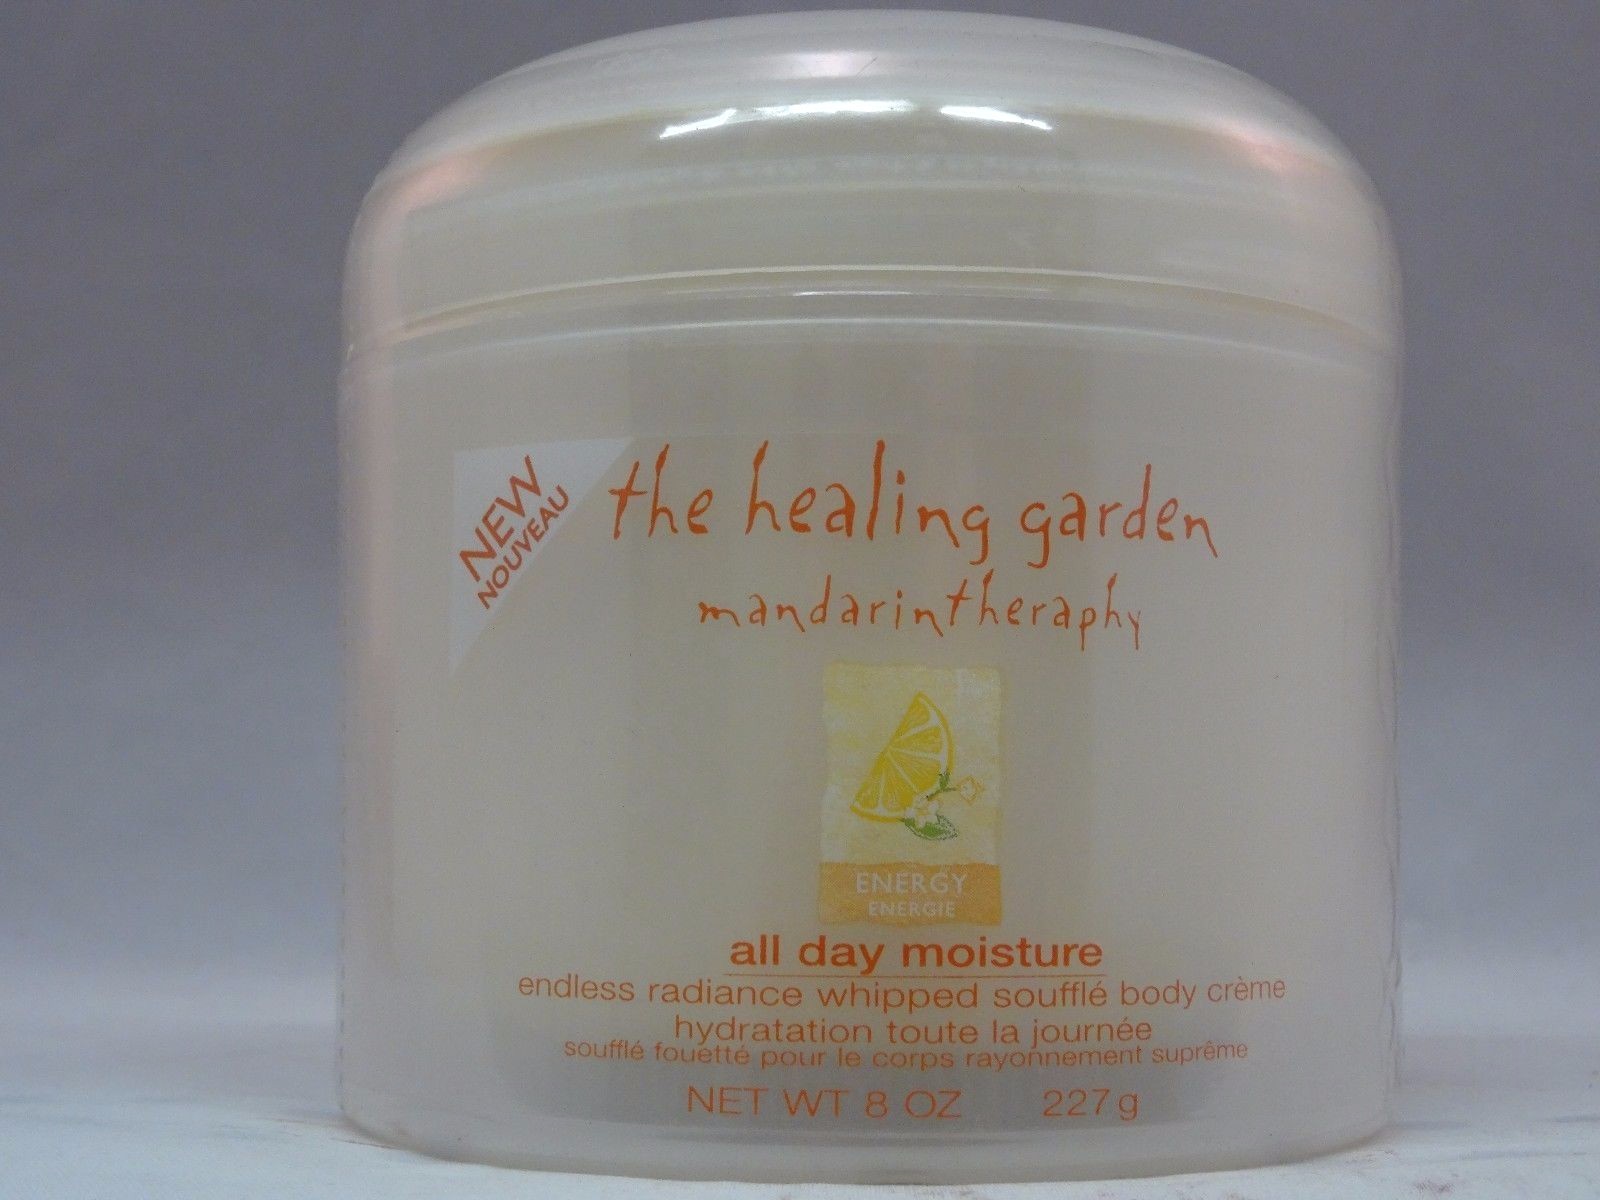 NEW
NOUVEAU
the healing garden
mandarintheraphy
ENERGY
ENERGIE
all day moisture
endless radiance whipped soufflé body crème
hydratation toute la journée
soufflé fouetté pour le corps rayonnement suprême
NET WT 8 OZ 227 g